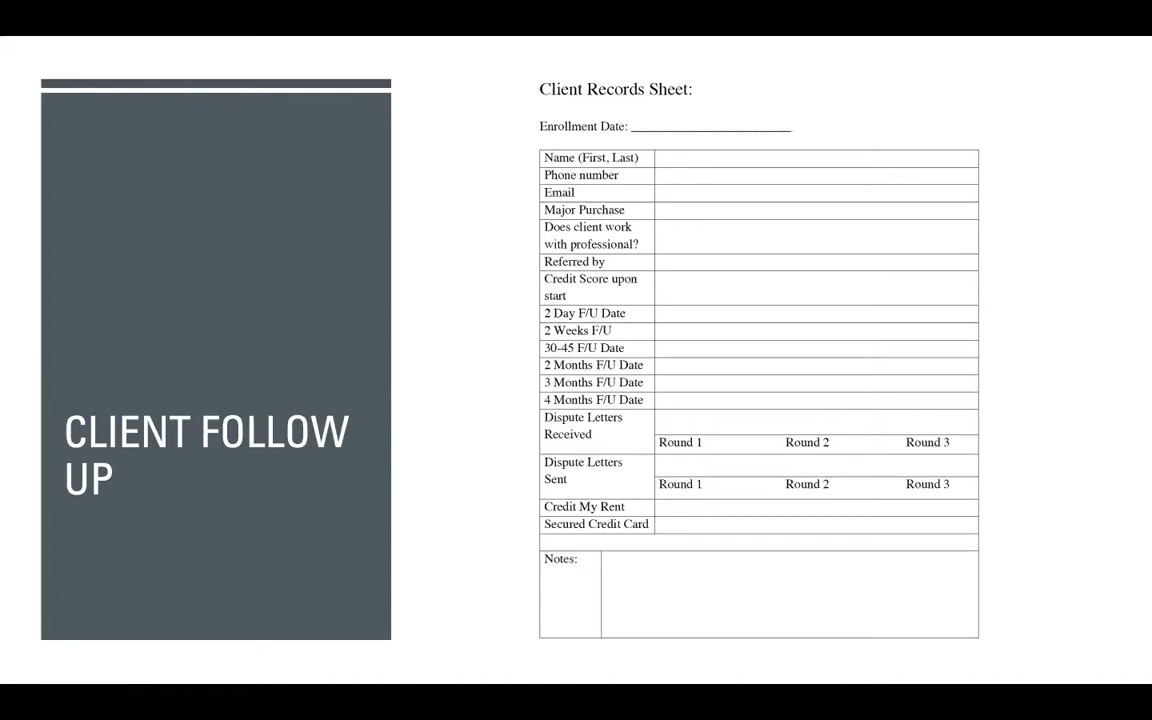 CLIENT FOLLOW
UP
Client Records Sheet:
Enrollment Date: _________________________
Name (First, Last)
Phone number
Email
Major Purchase
Does client work
with professional?
Referred by
Credit Score upon
start
2 Day F/U Date
2 Weeks F/U
30-45 F/U Date
2 Months F/U Date
3 Months F/U Date
4 Months F/U Date
Dispute Letters
Received
Round 1 Round 2 Round 3
Dispute Letters
Sent
Round 1 Round 2 Round 3
Credit My Rent
Secured Credit Card
Notes: